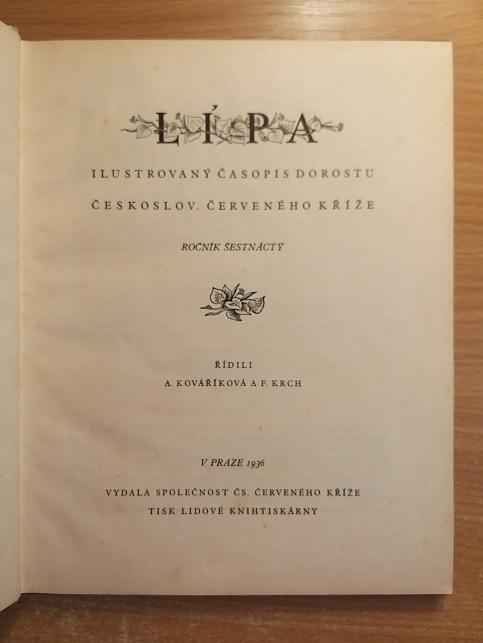 LÍPA
ILUSTROVANÝ ČASOPIS DOROSTU
ČESKOSLOV. ČERVENÉHO KŘÍŽE
ROČNÍK ŠESTNÁCTÝ
ŘÍDILI
A. KOVÁŘÍKOVÁ A F. KRCH
V PRAZE 1936
VYDALA SPOLEČNOST ČS. ČERVENÉHO KŘÍŽE
TISK LIDOVÉ KNIHTISKÁRNY